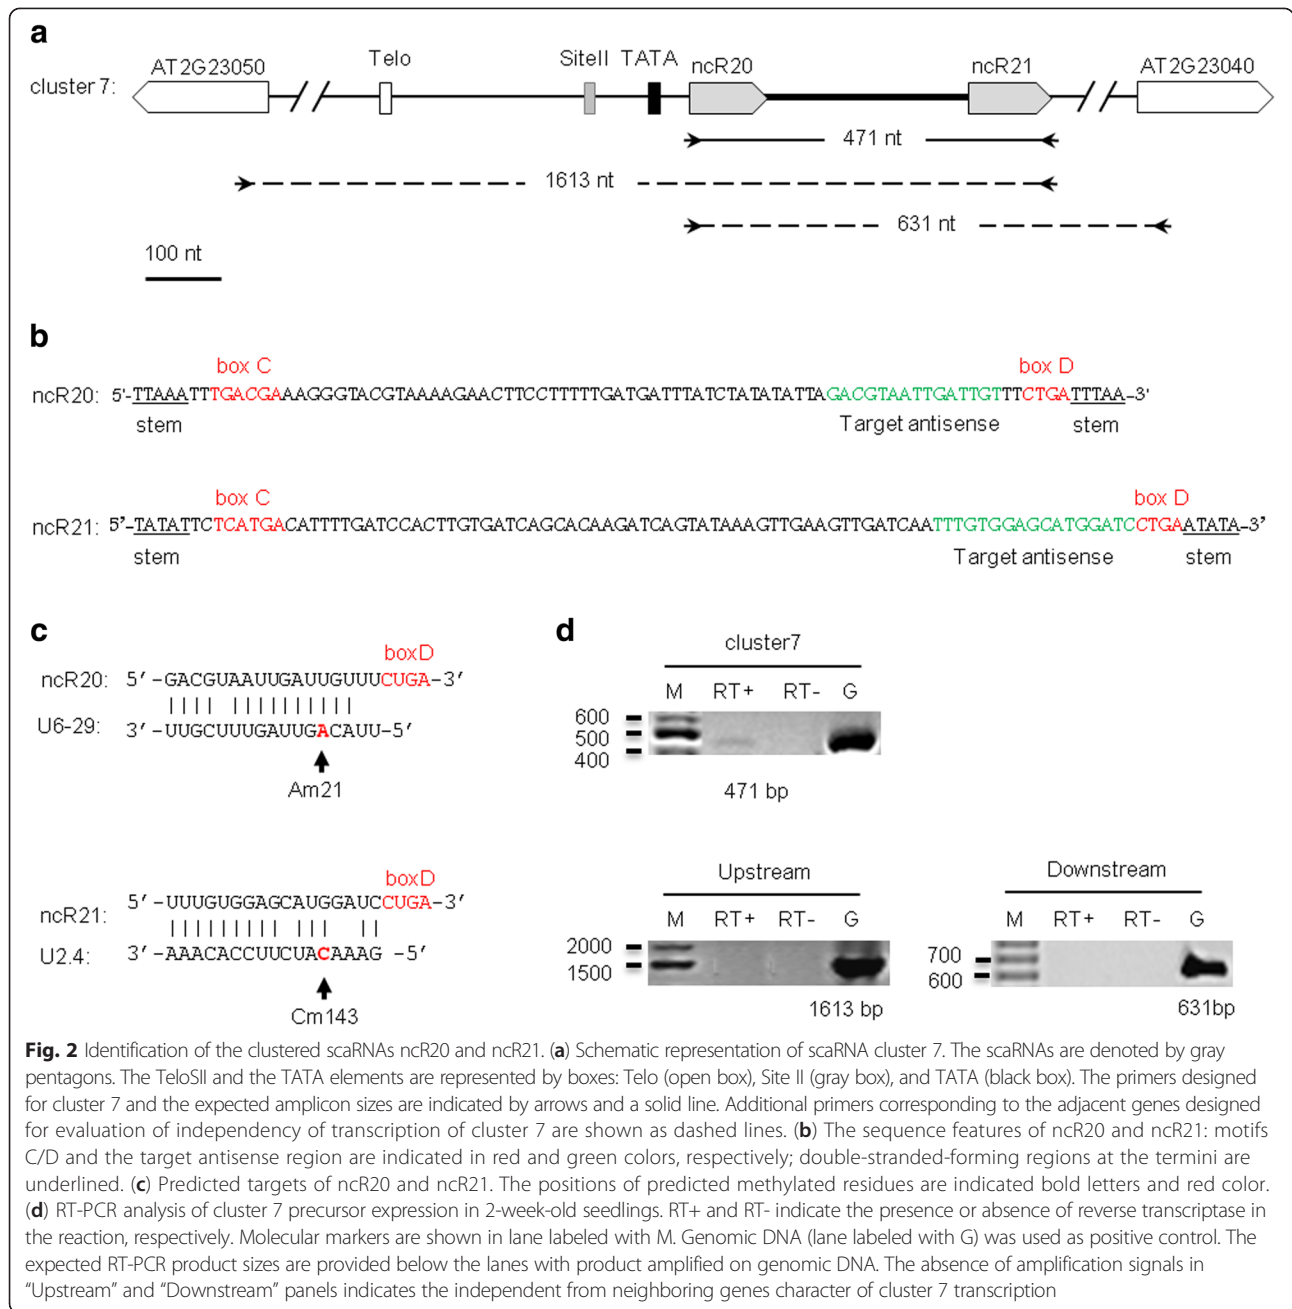 a
cluster 7:
AT2G23050
Telo
SiteII
TATA
ncR20
ncR21
AT2G23040
471 nt
1613 nt
631 nt
100 nt
b
box C
box D
ncR20: 5'-TTAAATTTGACGAAAGGGTACGTAAAAGAACTTCCTTTTTGATGATTTATCTATATATTAGACGTAATTGATTGTTTCTGATTTAA-3'
stem
Target antisense
stem
box C
box D
ncR21: 5'-TATATTCTCATGACATTTTGATCCACTTGTGATCAGCACAAGATCAGTATAAAGTTGAAGTTGATCAATTTGTGGAGCATGGATCCTGAATATA-3'
stem
Target antisense
stem
c
boxD
ncR20: 5'-GACGUAAUUGAUUGUUUCUGA-3'
U6-29: 3'-UUGCUUUGAUUGACAUU-5'
Am21
boxD
ncR21: 5'-UUUGUGGAGCAUGGAUCCUGA-3'
U2.4: 3'-AAACACCUUCUACAAAG -5'
Cm143
d
cluster7
M RT+ RT- G
600
500
400
471 bp
Upstream
M RT+ RT- G
2000
1500
1613 bp
Downstream
M RT+ RT- G
700
600
631bp
Fig. 2 Identification of the clustered scaRNAs ncR20 and ncR21. (a) Schematic representation of scaRNA cluster 7. The scaRNAs are denoted by gray
pentagons. The TeloSII and the TATA elements are represented by boxes: Telo (open box), Site II (gray box), and TATA (black box). The primers designed
for cluster 7 and the expected amplicon sizes are indicated by arrows and a solid line. Additional primers corresponding to the adjacent genes designed
for evaluation of independency of transcription of cluster 7 are shown as dashed lines. (b) The sequence features of ncR20 and ncR21: motifs
C/D and the target antisense region are indicated in red and green colors, respectively; double-stranded-forming regions at the termini are
underlined. (c) Predicted targets of ncR20 and ncR21. The positions of predicted methylated residues are indicated bold letters and red color.
(d) RT-PCR analysis of cluster 7 precursor expression in 2-week-old seedlings. RT+ and RT- indicate the presence or absence of reverse transcriptase in
the reaction, respectively. Molecular markers are shown in lane labeled with M. Genomic DNA (lane labeled with G) was used as positive control. The
expected RT-PCR product sizes are provided below the lanes with product amplified on genomic DNA. The absence of amplification signals in
“Upstream” and “Downstream” panels indicates the independent from neighboring genes character of cluster 7 transcription